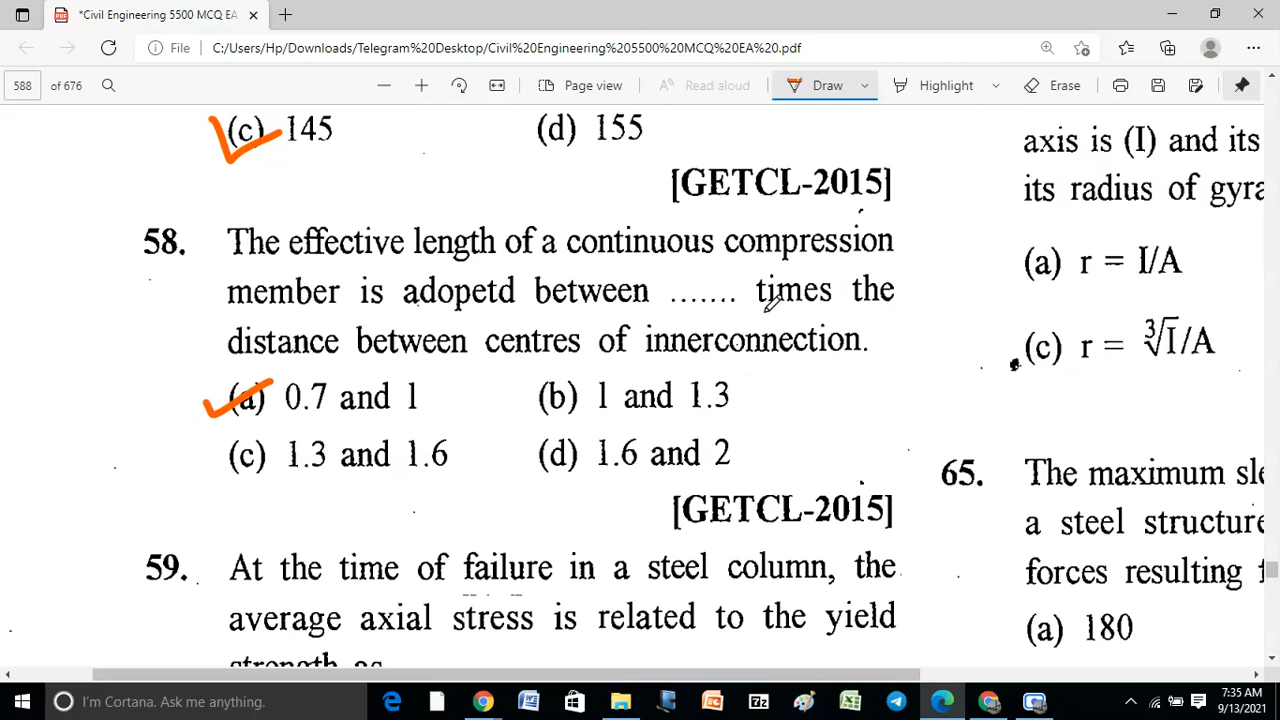 *Civil Engineering 5500 MCQ EA
File
C:/Users/Hp/Downloads/Telegram%20Desktop/Civil%20Engineering%205500%20MCQ%20EA%20.pdf
588 of 676
Page view
Read aloud
Draw
Highlight
Erase
(c) 145 (d) 155
[GETCL-2015]
58. The effective length of a continuous compression
member is adopetd between ....... times the
distance between centres of innerconnection.
(a) 0.7 and 1 (b) 1 and 1.3
(c) 1.3 and 1.6 (d) 1.6 and 2
[GETCL-2015]
59. At the time of failure in a steel column, the
average axial stress is related to the yield
strength as
axis is (I) and its
its radius of gyra
(a) r = I/A
(c) r = ∛I/A
65. The maximum sle
a steel structure
forces resulting
(a) 180
I'm Cortana. Ask me anything.
7:35 AM
9/13/2021